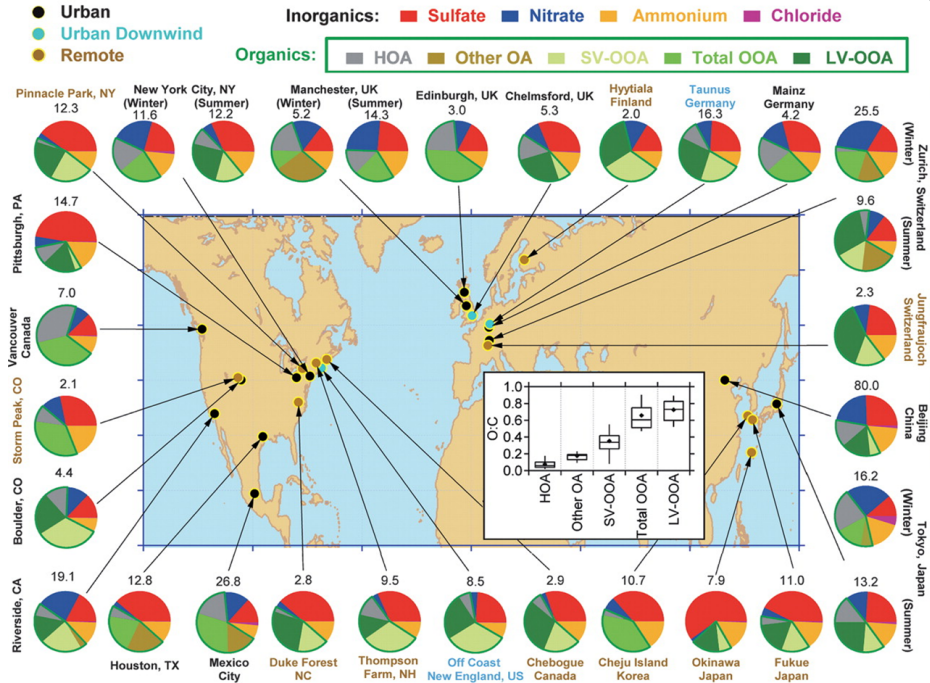 Urban
Urban Downwind
Remote
Inorganics: Sulfate Nitrate Ammonium Chloride
Organics: HOA Other OA SV-OOA Total OOA LV-OOA
Pinnacle Park, NY
12.3
New York City, NY
(Winter) (Summer)
11.6 12.2
Manchester, UK
(Winter) (Summer)
5.2 14.3
Edinburgh, UK
3.0
Chelmsford, UK
5.3
Hyytiala
Finland
2.0
Taunus
Germany
16.3
Mainz
Germany
4.2
25.5
(Winter)
Zurich, Switzerland
9.6
(Summer)
Pittsburgh, PA
14.7
Vancouver
Canada
7.0
Storm Peak, CO
2.1
Boulder, CO
4.4
Riverside, CA
19.1
2.3
Jungfraujoch
Switzerland
80.0
Beijing
China
16.2
(Winter)
Tokyo, Japan
13.2
(Summer)
O:C
1.0
0.8
0.6
0.4
0.2
0.0
HOA
Other OA
SV-OOA
Total OOA
LV-OOA
12.8
Houston, TX
26.8
Mexico
City
2.8
Duke Forest
NC
9.5
Thompson
Farm, NH
8.5
Off Coast
New England, US
2.9
Chebogue
Canada
10.7
Cheju Island
Korea
7.9
Okinawa
Japan
11.0
Fukue
Japan